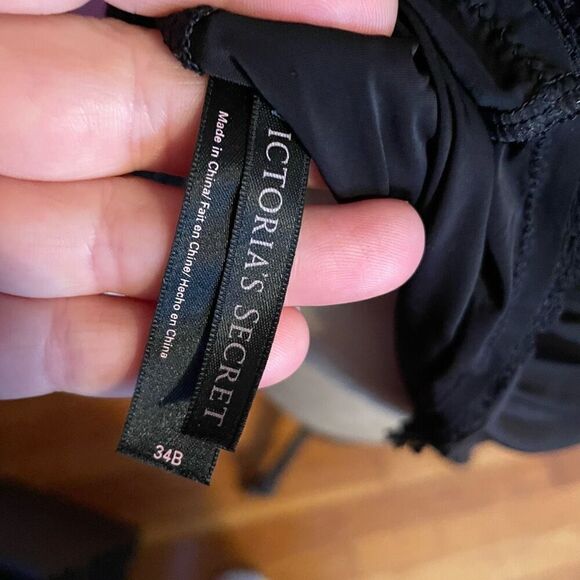 VICTORIA'S SECRET
Made in China/ Fait en Chine/ Hecho en China
34B